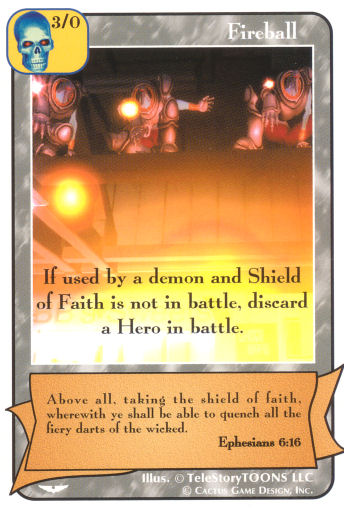 3/0
Fireball
If used by a demon and Shield
of Faith is not in battle, discard
a Hero in battle.
Above all, taking the shield of faith,
wherewith ye shall be able to quench all the
fiery darts of the wicked.
Ephesians 6:16
Illus. © TeleStoryTOONS LLC
© Cactus Game Design, Inc.